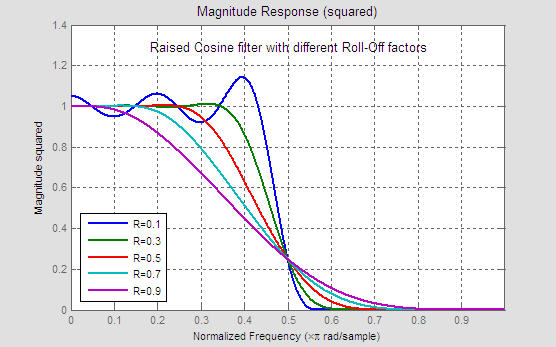 Magnitude Response (squared)
Raised Cosine filter with different Roll-Off factors
Magnitude squared
1.4
1.2
1
0.8
0.6
0.4
0.2
0
R=0.1
R=0.3
R=0.5
R=0.7
R=0.9
0 0.1 0.2 0.3 0.4 0.5 0.6 0.7 0.8 0.9
Normalized Frequency (×π rad/sample)